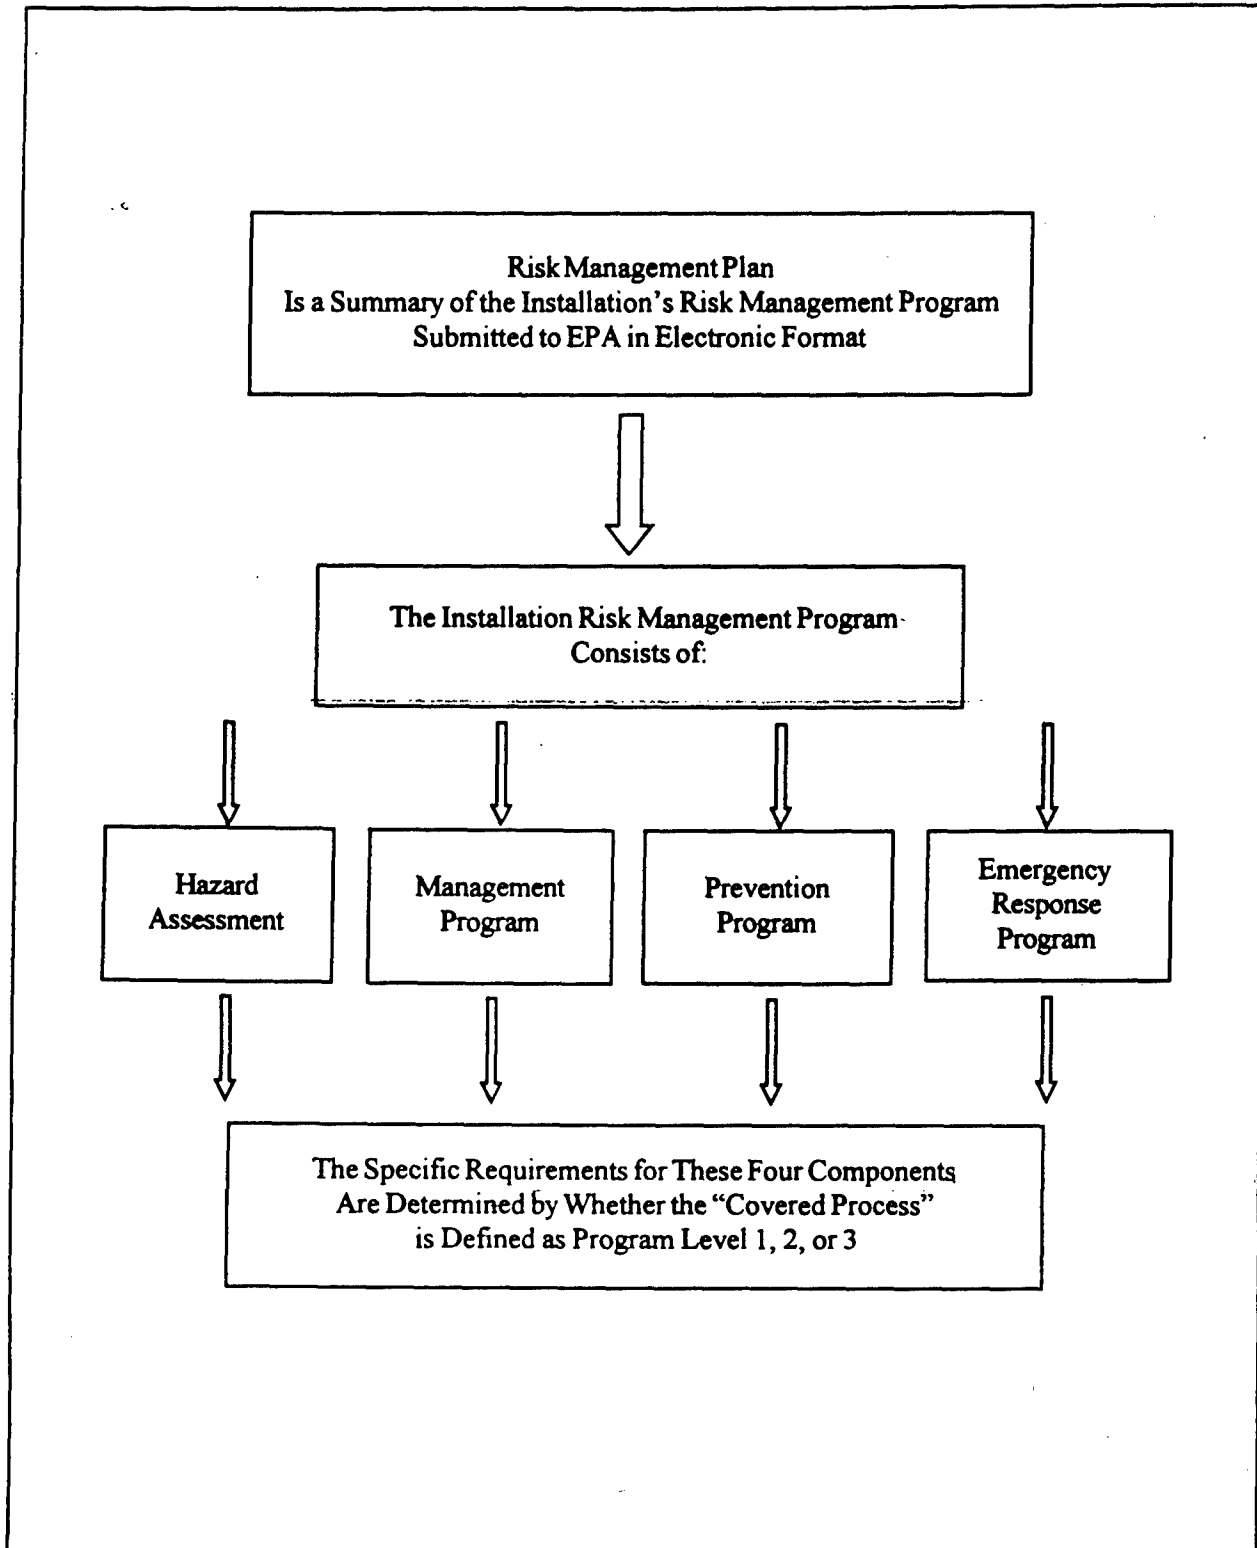 Risk Management Plan
Is a Summary of the Installation's Risk Management Program
Submitted to EPA in Electronic Format
The Installation Risk Management Program
Consists of:
Hazard
Assessment
Management
Program
Prevention
Program
Emergency
Response
Program
The Specific Requirements for These Four Components
Are Determined by Whether the “Covered Process”
is Defined as Program Level 1, 2, or 3